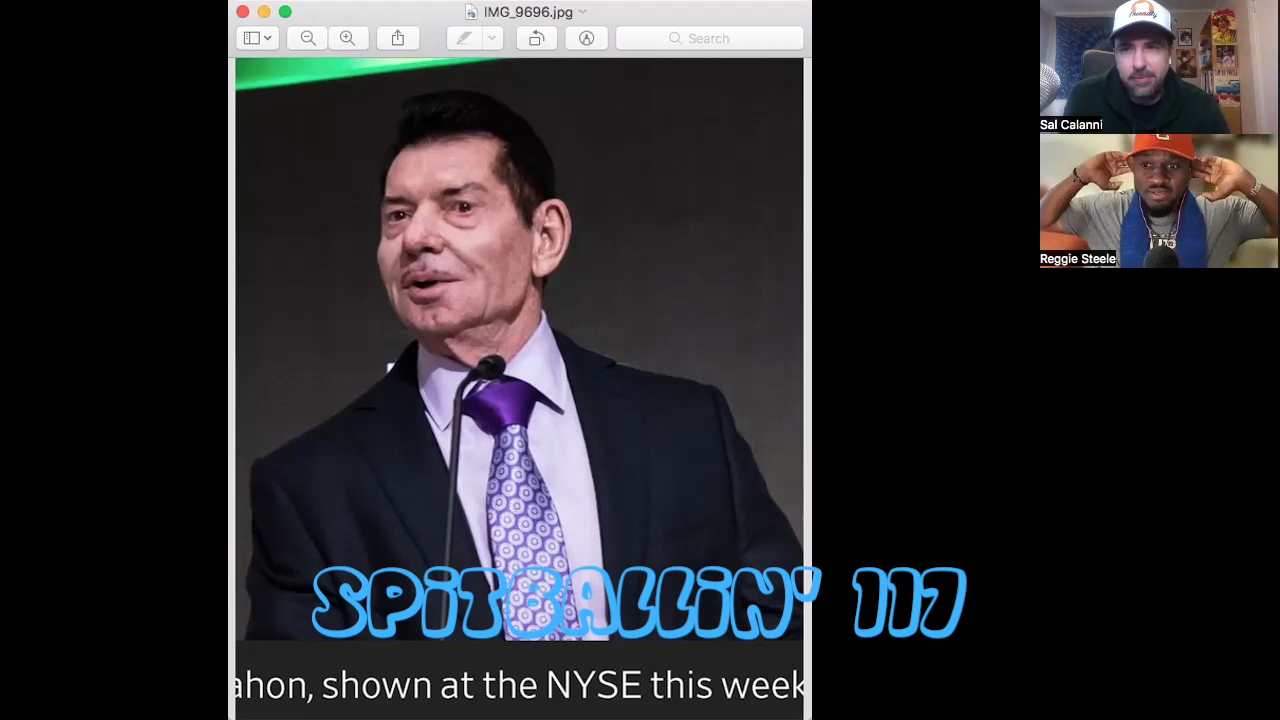 IMG_9696.jpg
Search
Sal Calanni
Reggie Steele
SPiTBALLiN' 117
ahon, shown at the NYSE this week